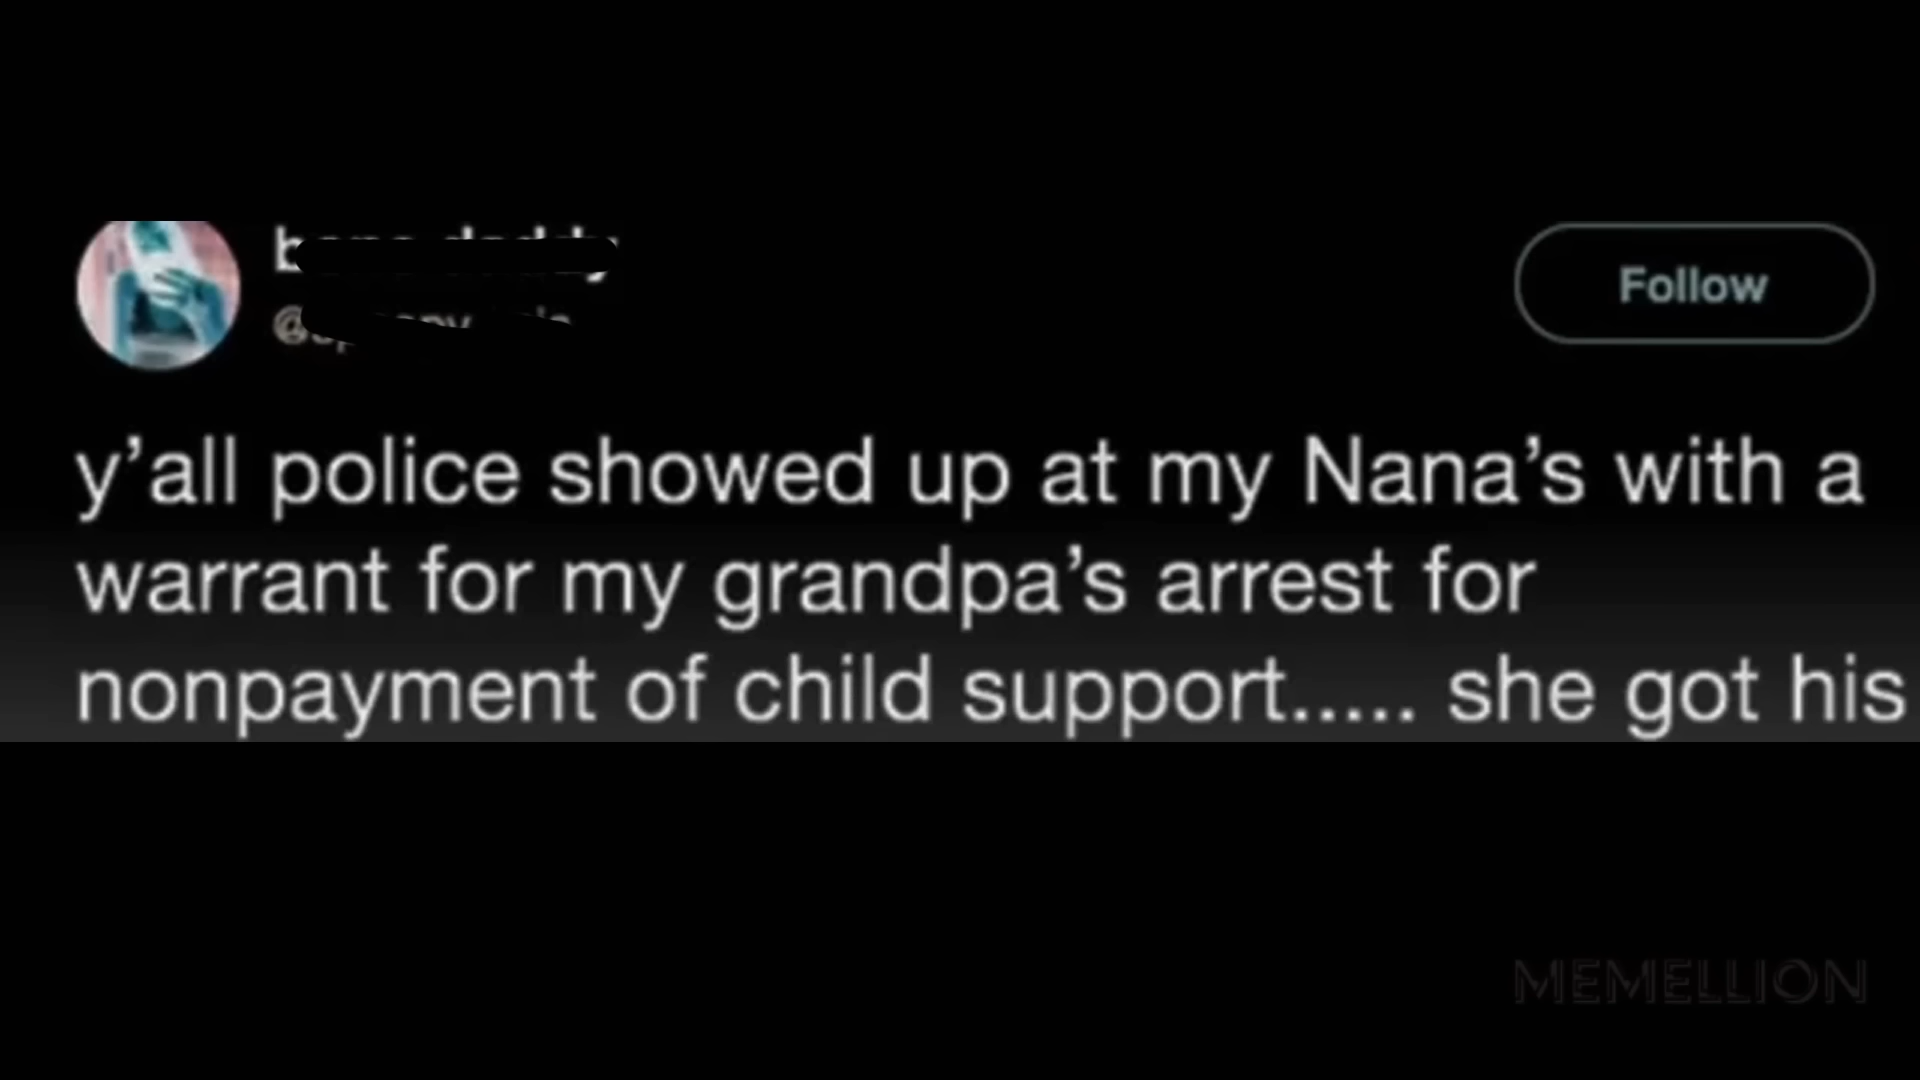 Follow
y’all police showed up at my Nana’s with a
warrant for my grandpa’s arrest for
nonpayment of child support..... she got his
MEMELLION